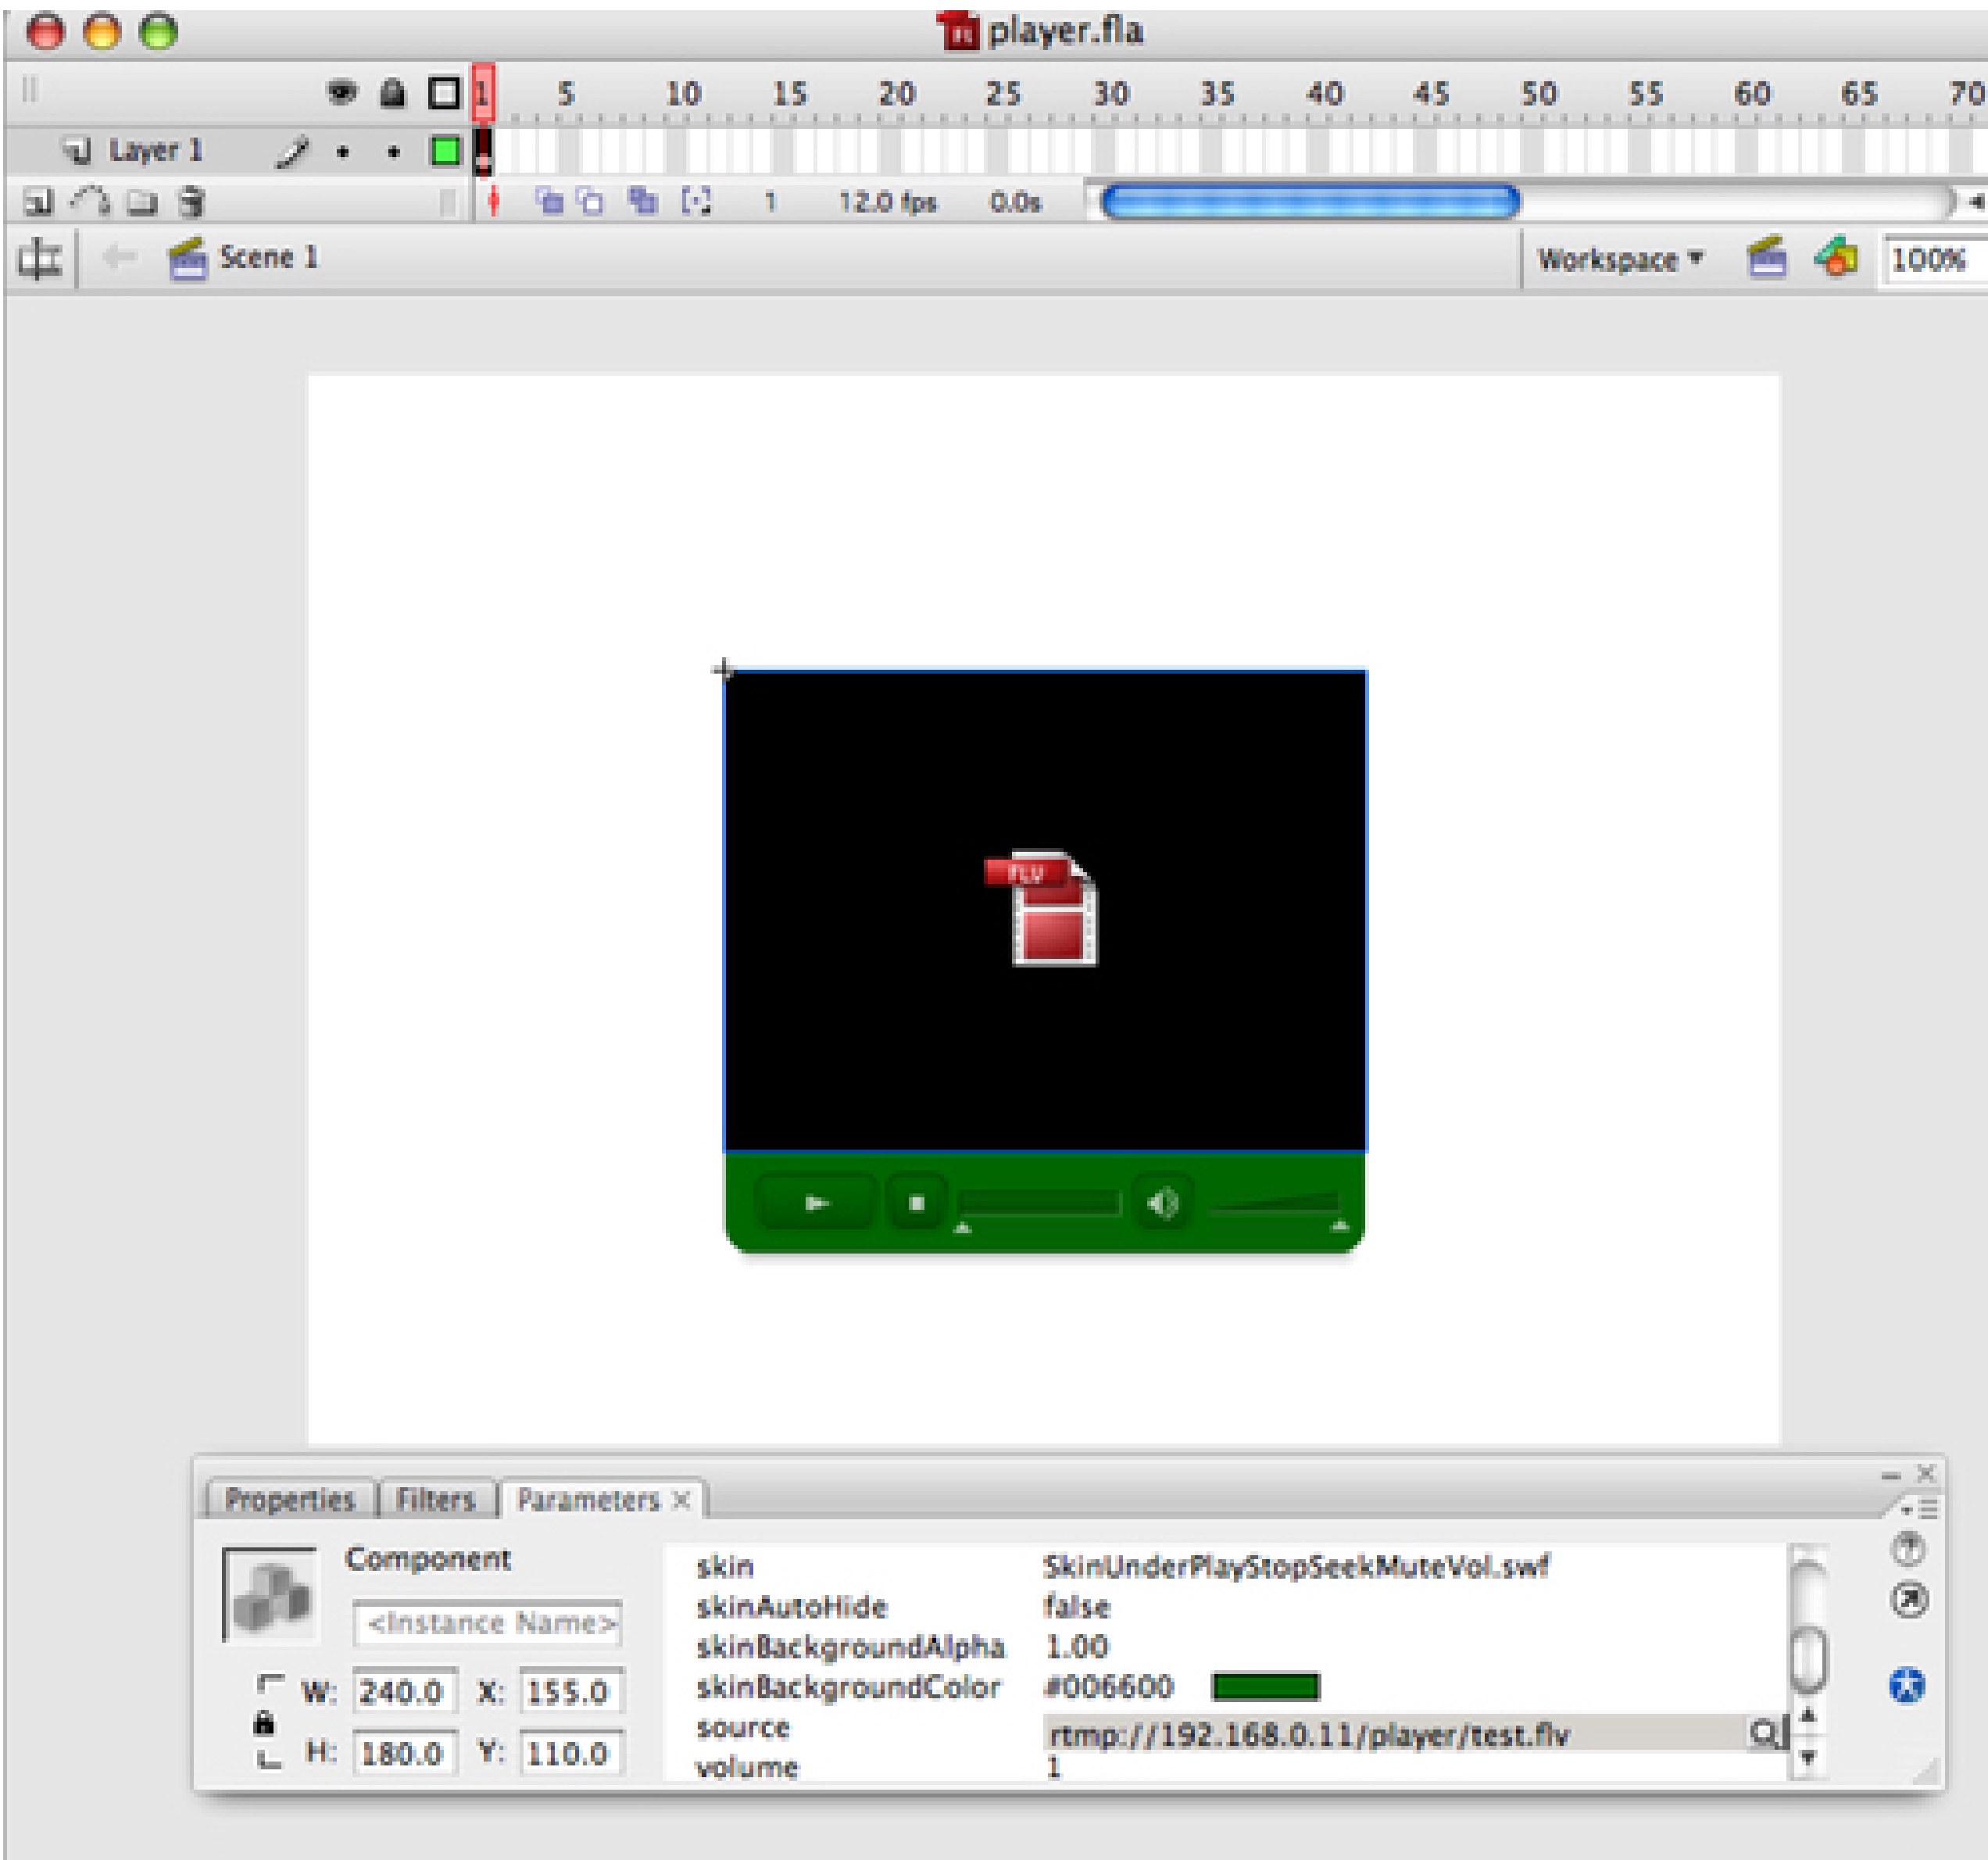 player.fla
1 5 10 15 20 25 30 35 40 45 50 55 60 65 70
Layer 1
1 12.0 fps 0.0s
Scene 1 Workspace 100%
FLV
Properties Filters Parameters
Component
<Instance Name>
W: 240.0 X: 155.0
H: 180.0 Y: 110.0
skin SkinUnderPlayStopSeekMuteVol.swf
skinAutoHide false
skinBackgroundAlpha 1.00
skinBackgroundColor #006600
source rtmp://192.168.0.11/player/test.flv
volume 1